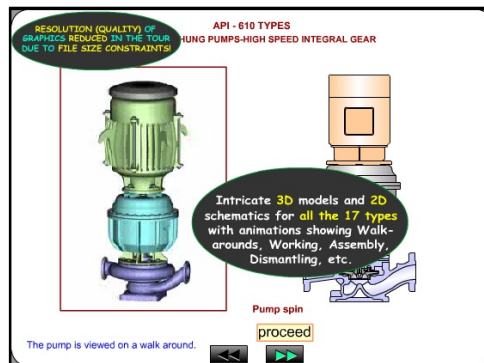 API - 610 TYPES
RESOLUTION (QUALITY) OF
GRAPHICS REDUCED IN THE TOUR
DUE TO FILE SIZE CONSTRAINTS!
HUNG PUMPS-HIGH SPEED INTEGRAL GEAR
Intricate 3D models and 2D
schematics for all the 17 types
with animations showing Walk-
arounds, Working, Assembly,
Dismantling, etc.
Pump spin
proceed
The pump is viewed on a walk around.